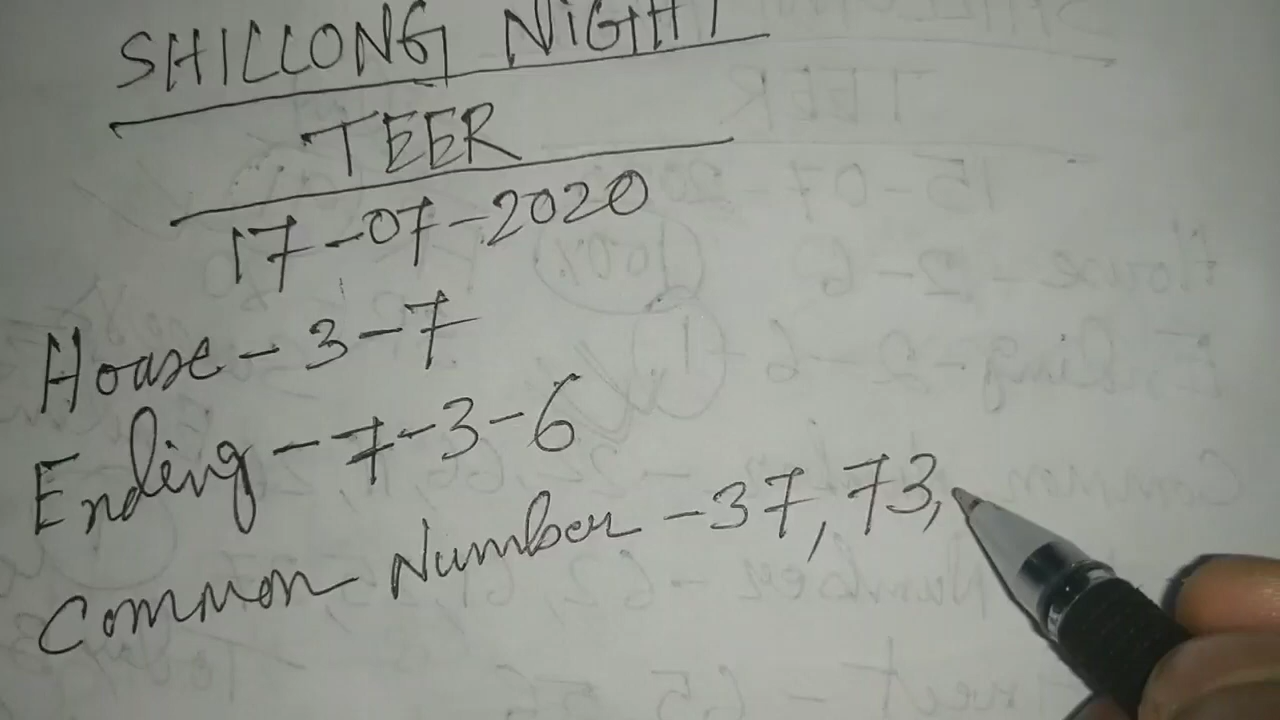 SHILLONG NIGHT
TEER
17-07-2020
House - 3-7
Ending - 7-3-6
Common Number - 37, 73,